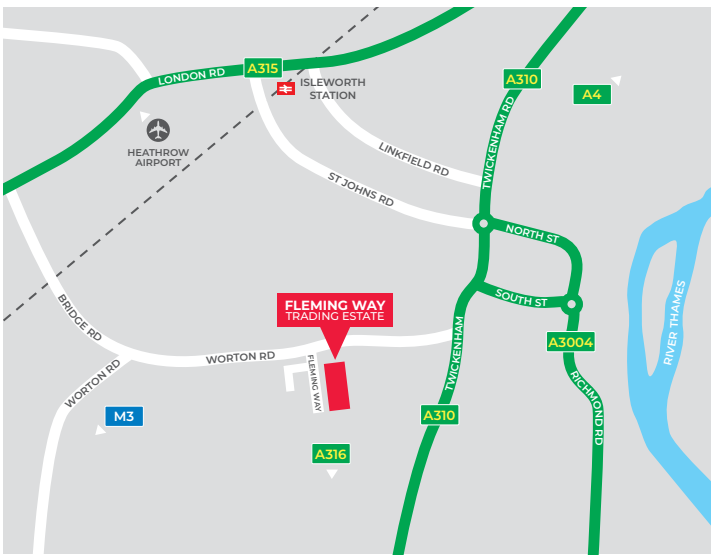 A315
LONDON RD
ISLEWORTH
STATION
A310
A4
TWICKENHAM RD
HEATHROW
AIRPORT
LINKFIELD RD
ST JOHNS RD
NORTH ST
RIVER THAMES
BRIDGE RD
SOUTH ST
FLEMING WAY
TRADING ESTATE
TWICKENHAM
A3004
WORTON RD
WORTON RD
FLEMING WAY
RICHMOND RD
M3
A310
A316